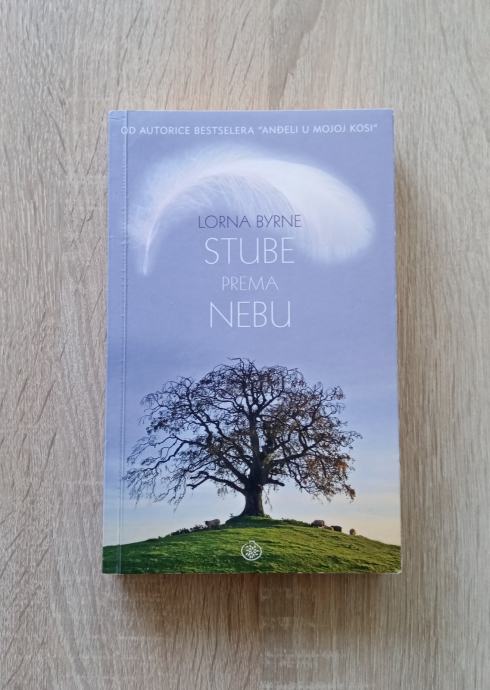 OD AUTORICE BESTSELERA "ANĐELI U MOJOJ KOSI"
LORNA BYRNE
STUBE
PREMA
NEBU